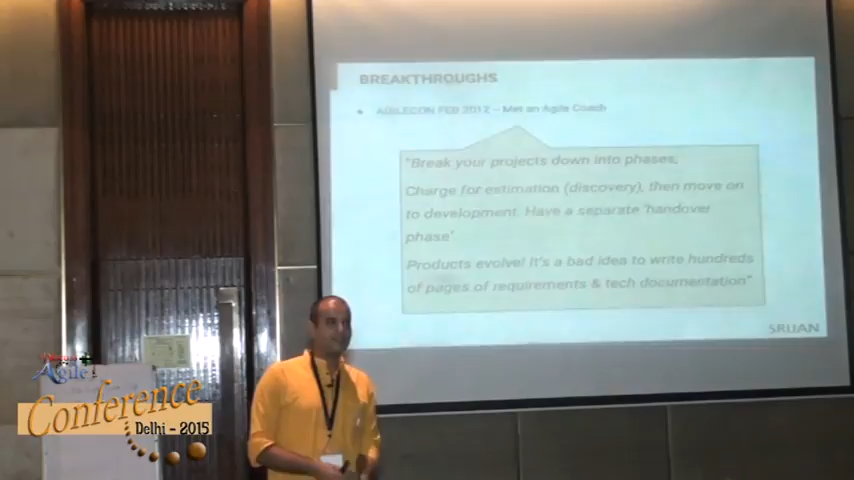 BREAKTHROUGHS
AGILECON FEB 2012 – Met an Agile Coach
"Break your projects down into phases,
Charge for estimation (discovery), then move on
to development. Have a separate 'handover
phase'"
Products evolve! It's a bad idea to write hundreds
of pages of requirements & tech documentation"
SRIJAN
Agile
Conference
Delhi - 2015